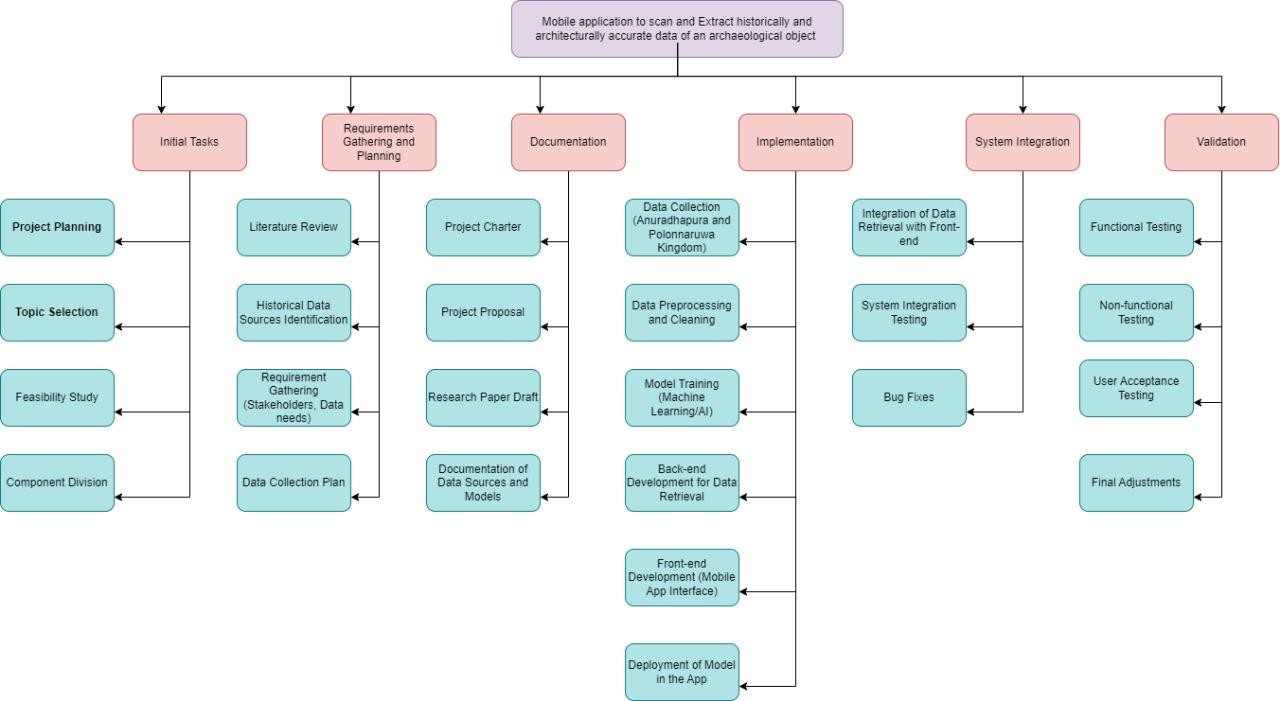 Mobile application to scan and Extract historically and
architecturally accurate data of an archaeological object
Initial Tasks
Requirements
Gathering and
Planning
Documentation
Implementation
System Integration
Validation
Project Planning
Topic Selection
Feasibility Study
Component Division
Literature Review
Historical Data
Sources Identification
Requirement
Gathering
(Stakeholders, Data
needs)
Data Collection Plan
Project Charter
Project Proposal
Research Paper Draft
Documentation of
Data Sources and
Models
Data Collection
(Anuradhapura and
Polonnaruwa
Kingdom)
Data Preprocessing
and Cleaning
Model Training
(Machine
Learning/AI)
Back-end
Development for Data
Retrieval
Front-end
Development (Mobile
App Interface)
Deployment of Model
in the App
Integration of Data
Retrieval with Front-
end
System Integration
Testing
Bug Fixes
Functional Testing
Non-functional
Testing
User Acceptance
Testing
Final Adjustments